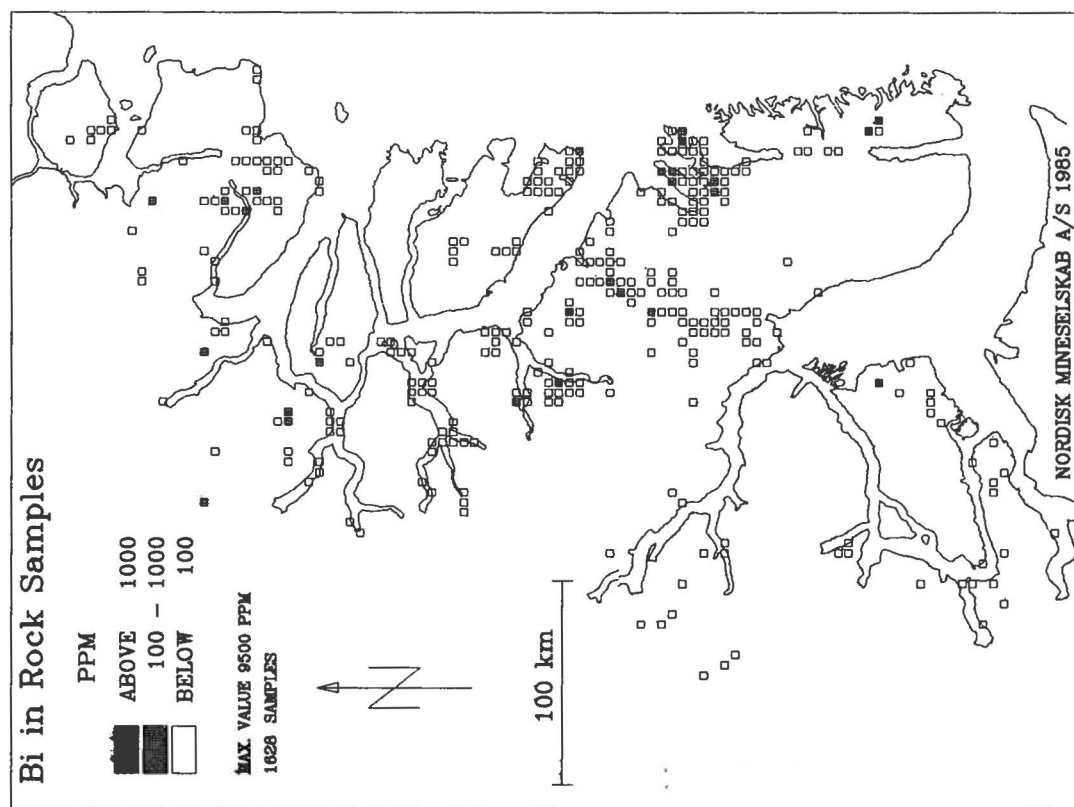 Bi in Rock Samples
PPM
ABOVE 1000
100 - 1000
BELOW 100
MAX. VALUE 9500 PPM
1628 SAMPLES
N
100 km
NORDISK MINESELSKAB A/S 1985